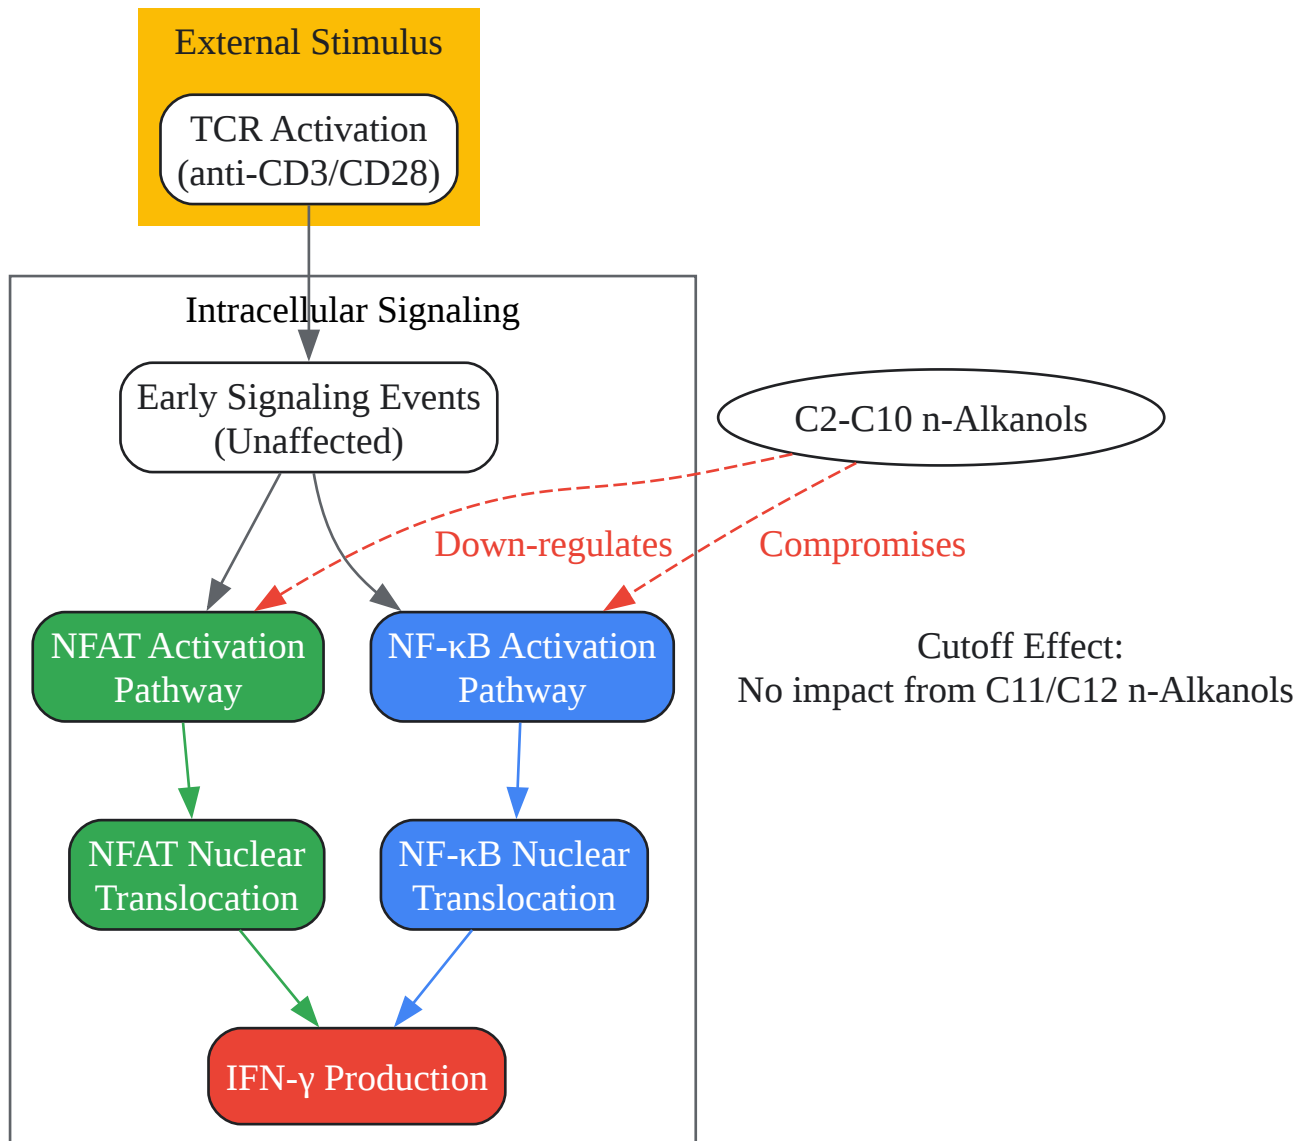 External Stimulus
TCR Activation
(anti-CD3/CD28)
Intracellular Signaling
Early Signaling Events
(Unaffected)
C2-C10 n-Alkanols
Down-regulates
Compromises
NFAT Activation
Pathway
NF-κB Activation
Pathway
Cutoff Effect:
No impact from C11/C12 n-Alkanols
NFAT Nuclear
Translocation
NF-κB Nuclear
Translocation
IFN-γ Production